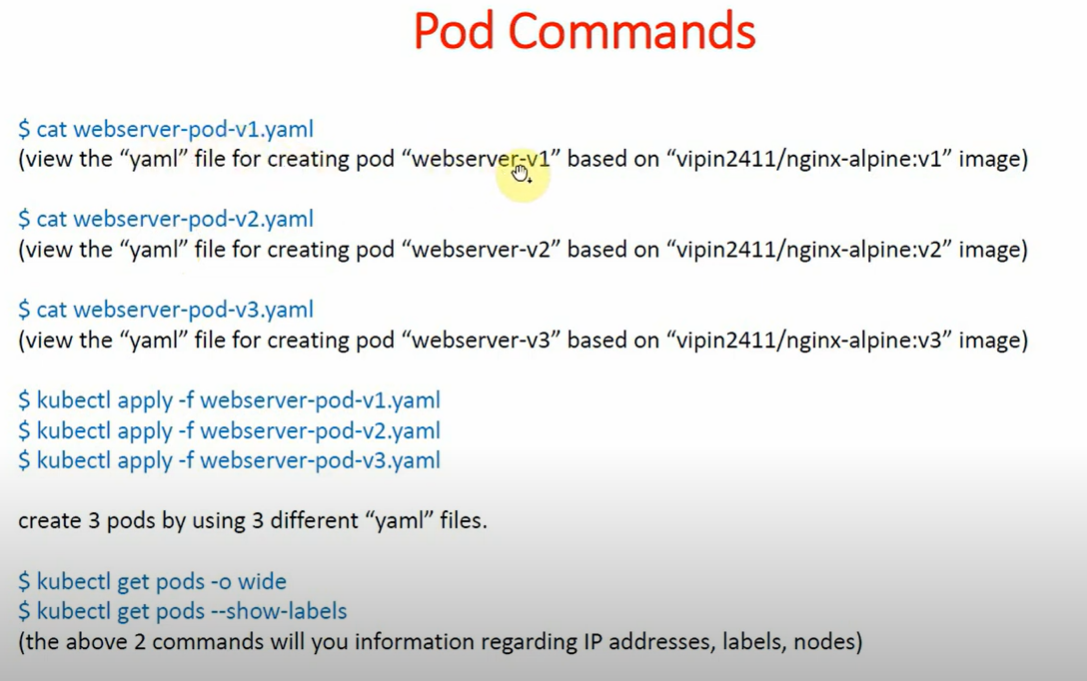 Pod Commands
$ cat webserver-pod-v1.yaml
(view the “yaml” file for creating pod “webserver-v1” based on “vipin2411/nginx-alpine:v1” image)
$ cat webserver-pod-v2.yaml
(view the “yaml” file for creating pod “webserver-v2” based on “vipin2411/nginx-alpine:v2” image)
$ cat webserver-pod-v3.yaml
(view the “yaml” file for creating pod “webserver-v3” based on “vipin2411/nginx-alpine:v3” image)
$ kubectl apply -f webserver-pod-v1.yaml
$ kubectl apply -f webserver-pod-v2.yaml
$ kubectl apply -f webserver-pod-v3.yaml
create 3 pods by using 3 different “yaml” files.
$ kubectl get pods -o wide
$ kubectl get pods --show-labels
(the above 2 commands will you information regarding IP addresses, labels, nodes)